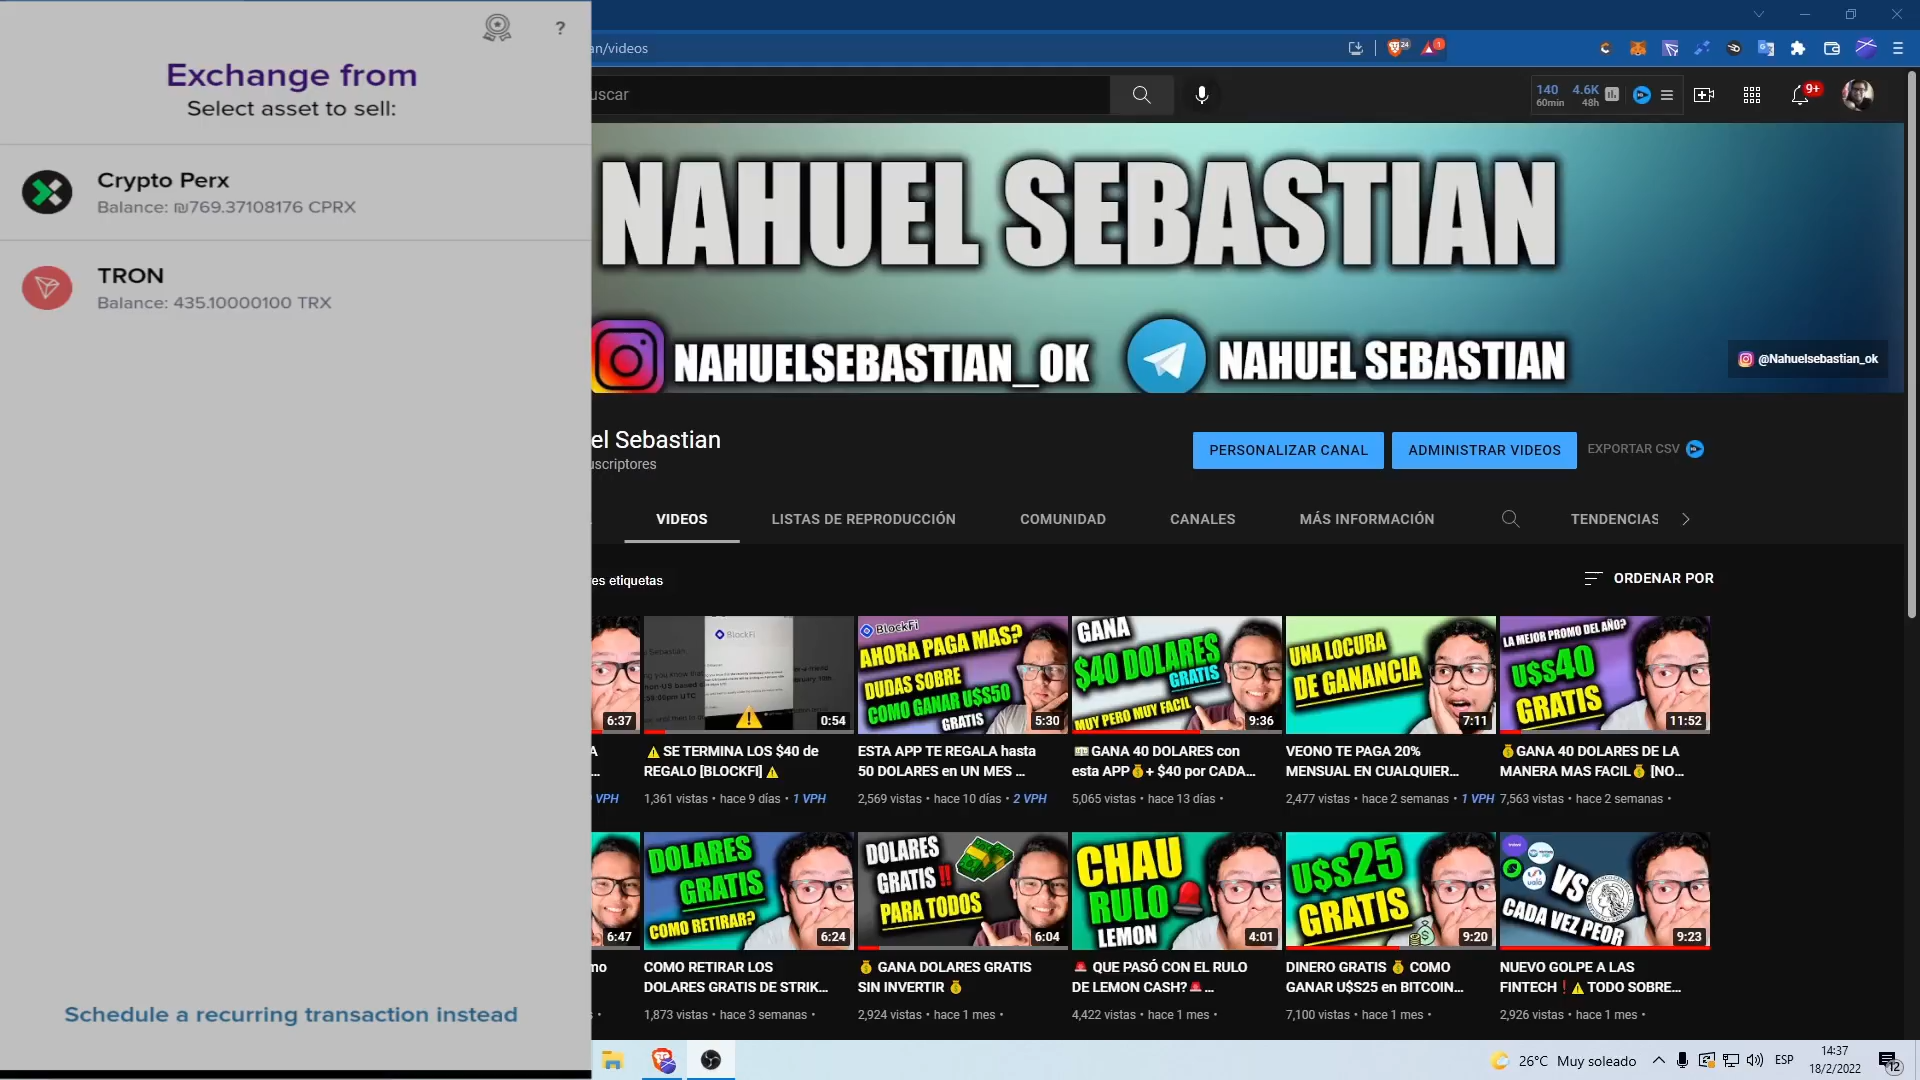 ?
Exchange from
Select asset to sell:
Crypto Perx
Balance: ₪769.37108176 CPRX
TRON
Balance: 435.10000100 TRX
Schedule a recurring transaction instead
an/videos
24
1
uscar
140
60min
4.6K
48h
9+
NAHUEL SEBASTIAN
NAHUELSEBASTIAN_OK
NAHUEL SEBASTIAN
@Nahuelsebastian_ok
el Sebastian
uscriptores
PERSONALIZAR CANAL
ADMINISTRAR VIDEOS
EXPORTAR CSV
VIDEOS
LISTAS DE REPRODUCCIÓN
COMUNIDAD
CANALES
MÁS INFORMACIÓN
TENDENCIAS
es etiquetas
ORDENAR POR
6:37
A
...
VPH
BlockFi
0:54
⚠️SE TERMINA LOS $40 de
REGALO [BLOCKFI] ⚠️
1,361 vistas • hace 9 días • 1 VPH
BlockFi
AHORA PAGA MAS?
DUDAS SOBRE
COMO GANAR U$S50
GRATIS
5:30
ESTA APP TE REGALA hasta
50 DOLARES en UN MES ...
2,569 vistas • hace 10 días • 2 VPH
GANA
$40 DOLARES
GRATIS
MUY PERO MUY FACIL
9:36
💵GANA 40 DOLARES con
esta APP💰+ $40 por CADA...
5,065 vistas • hace 13 días •
UNA LOCURA
DE GANANCIA
7:11
VEONO TE PAGA 20%
MENSUAL EN CUALQUIER...
2,477 vistas • hace 2 semanas • 1 VPH
LA MEJOR PROMO DEL AÑO?
U$S40
GRATIS
11:52
💰GANA 40 DOLARES DE LA
MANERA MAS FACIL💰 [NO...
7,563 vistas • hace 2 semanas •
6:47
mo
DOLARES
GRATIS
COMO RETIRAR?
6:24
COMO RETIRAR LOS
DOLARES GRATIS DE STRIK...
1,873 vistas • hace 3 semanas •
DOLARES
GRATIS‼️
PARA TODOS
6:04
💰 GANA DOLARES GRATIS
SIN INVERTIR 💰
2,924 vistas • hace 1 mes •
CHAU
RULO🚨
LEMON
4:01
🚨 QUE PASÓ CON EL RULO
DE LEMON CASH?🚨...
4,422 vistas • hace 1 mes •
U$S25
GRATIS
9:20
DINERO GRATIS 💰 COMO
GANAR U$S25 en BITCOIN...
7,100 vistas • hace 1 mes •
ualá
VS
CADA VEZ PEOR
9:23
NUEVO GOLPE A LAS
FINTECH❗⚠️ TODO SOBRE...
2,926 vistas • hace 1 mes •
26°C Muy soleado
ESP
14:37
18/2/2022
12